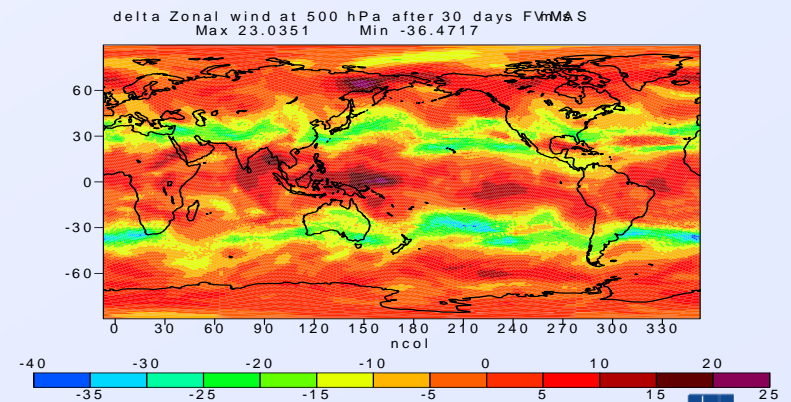 delta Zonal wind at 500 hPa after 30 days
Max 23.0351 Min -36.4717
60
30
0
-30
-60
0 30 60 90 120 150 180 210 240 270 300 330
ncol
-40 -30 -20 -10 0 10 20
-35 -25 -15 -5 5 15 25